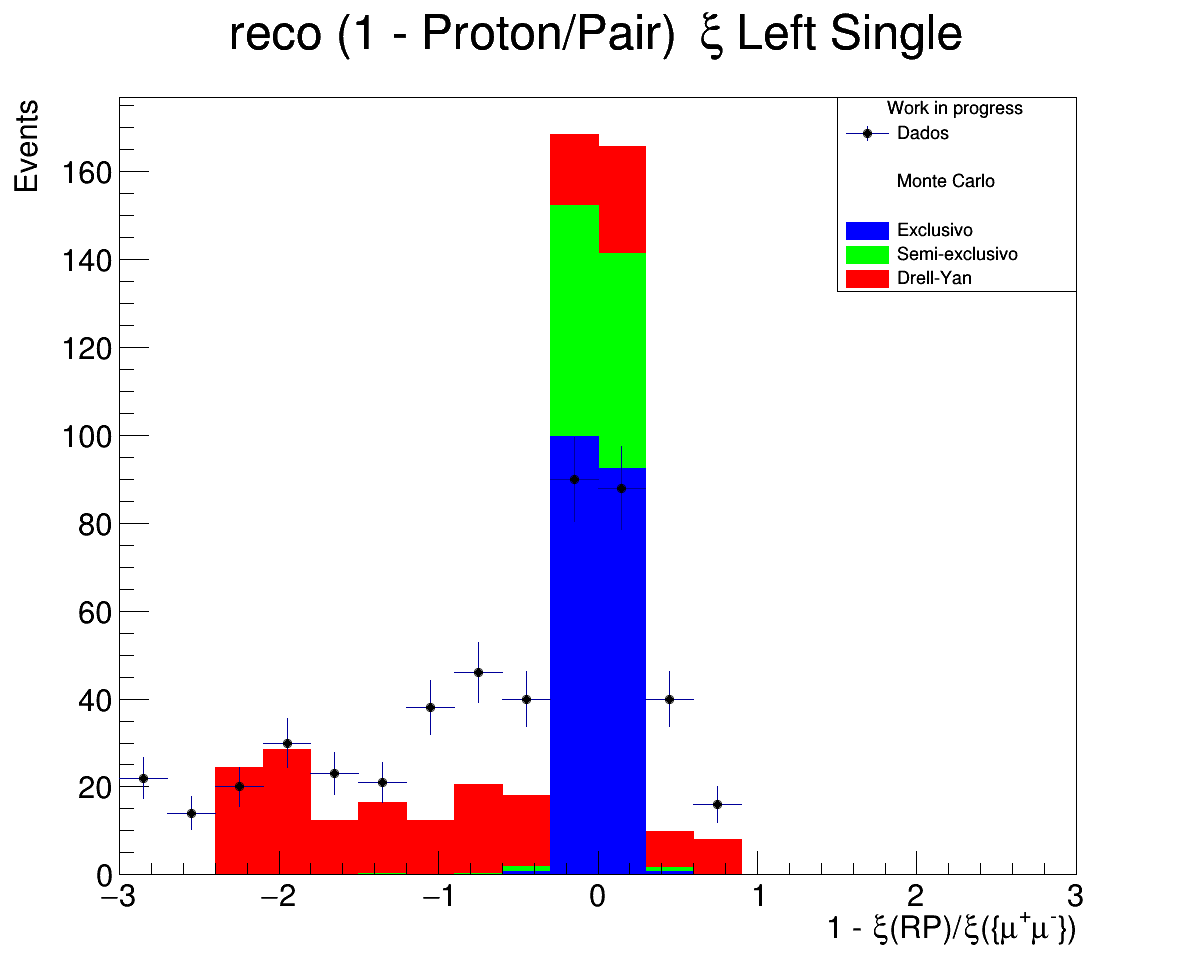 reco (1 - Proton/Pair) ξ Left Single
Events
160
140
120
100
80
60
40
20
0
−3
−2
−1
0
1
2
3
1 - ξ(RP)/ξ({μ⁺μ⁻})
Work in progress
Dados
Monte Carlo
Exclusivo
Semi-exclusivo
Drell-Yan